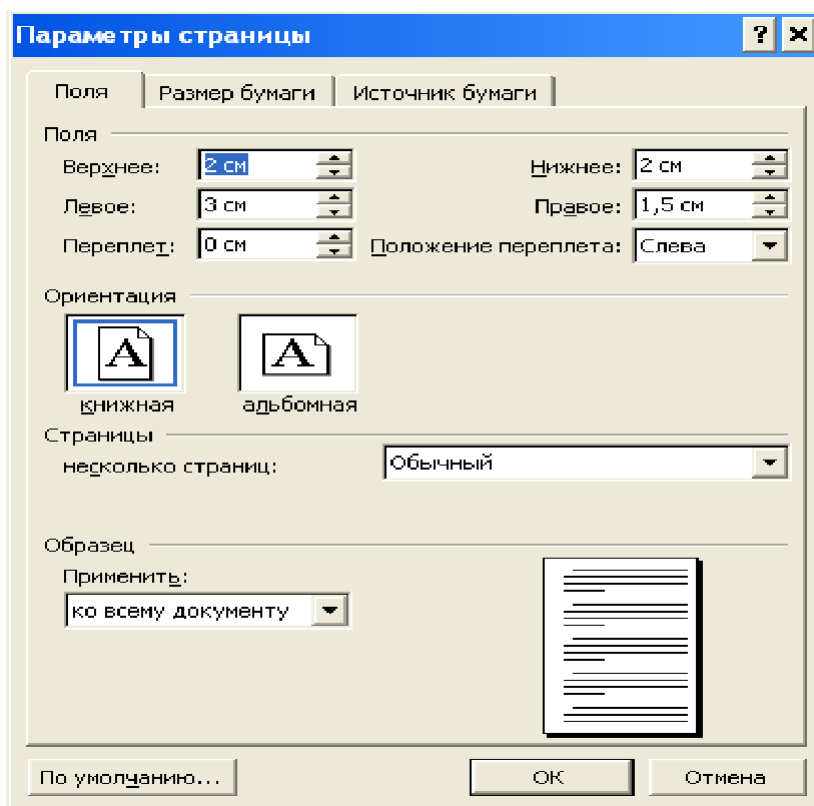 Параметры страницы
Поля Размер бумаги Источник бумаги
Поля
Верхнее: 2 см Нижнее: 2 см
Левое: 3 см Правое: 1,5 см
Переплет: 0 см Положение переплета: Слева
Ориентация
А А
книжная альбомная
Страницы
несколько страниц: Обычный
Образец
Применить:
ко всему документу
По умолчанию... ОК Отмена